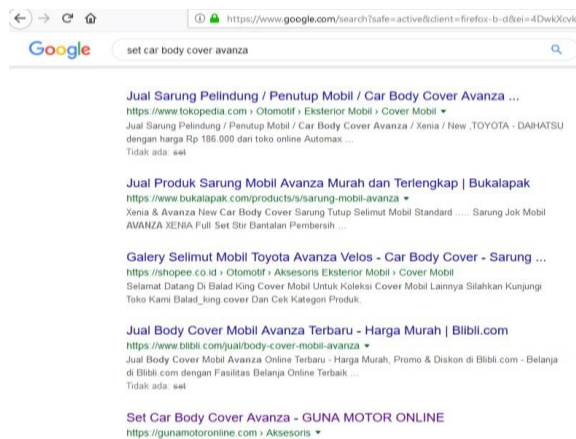 https://www.google.com/search?safe=active&client=firefox-b-d&ei=4DwkXcvk
Google
set car body cover avanza
Jual Sarung Pelindung / Penutup Mobil / Car Body Cover Avanza ...
https://www.tokopedia.com › Otomotif › Eksterior Mobil › Cover Mobil
Jual Sarung Pelindung / Penutup Mobil / Car Body Cover Avanza / Xenia / New ,TOYOTA - DAIHATSU
dengan harga Rp 186.000 dari toko online Automax ...
Tidak ada: set
Jual Produk Sarung Mobil Avanza Murah dan Terlengkap | Bukalapak
https://www.bukalapak.com/products/s/sarung-mobil-avanza
Xenia & Avanza New Car Body Cover Sarung Tutup Selimut Mobil Standard ..... Sarung Jok Mobil
AVANZA XENIA Full Set Stir Bantalan Pembersih ...
Galery Selimut Mobil Toyota Avanza Velos - Car Body Cover - Sarung ...
https://shopee.co.id › Otomotif › Aksesoris Eksterior Mobil › Cover Mobil
Selamat Datang Di Balad King Cover Mobil Untuk Koleksi Cover Mobil Lainnya Silahkan Kunjungi
Toko Kami Balad_king.cover Dan Cek Kategori Produk.
Jual Body Cover Mobil Avanza Terbaru - Harga Murah | Blibli.com
https://www.blibli.com/jual/body-cover-mobil-avanza
Jual Body Cover Mobil Avanza Online Terbaru - Harga Murah, Promo & Diskon di Blibli.com - Belanja
di Blibli.com dengan Fasilitas Belanja Online Terbaik ...
Tidak ada: set
Set Car Body Cover Avanza - GUNA MOTOR ONLINE
https://gunamotoronline.com › Aksesoris